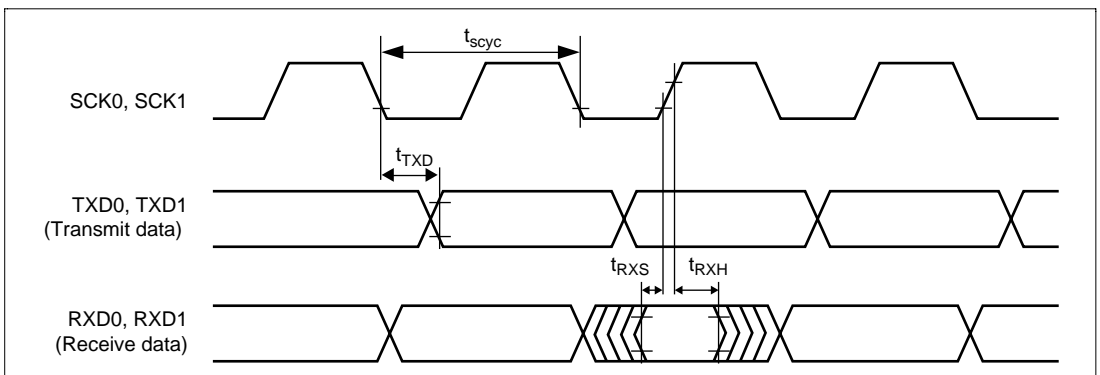 tscyc
SCK0, SCK1
tTXD
TXD0, TXD1
(Transmit data)
tRXS
tRXH
RXD0, RXD1
(Receive data)